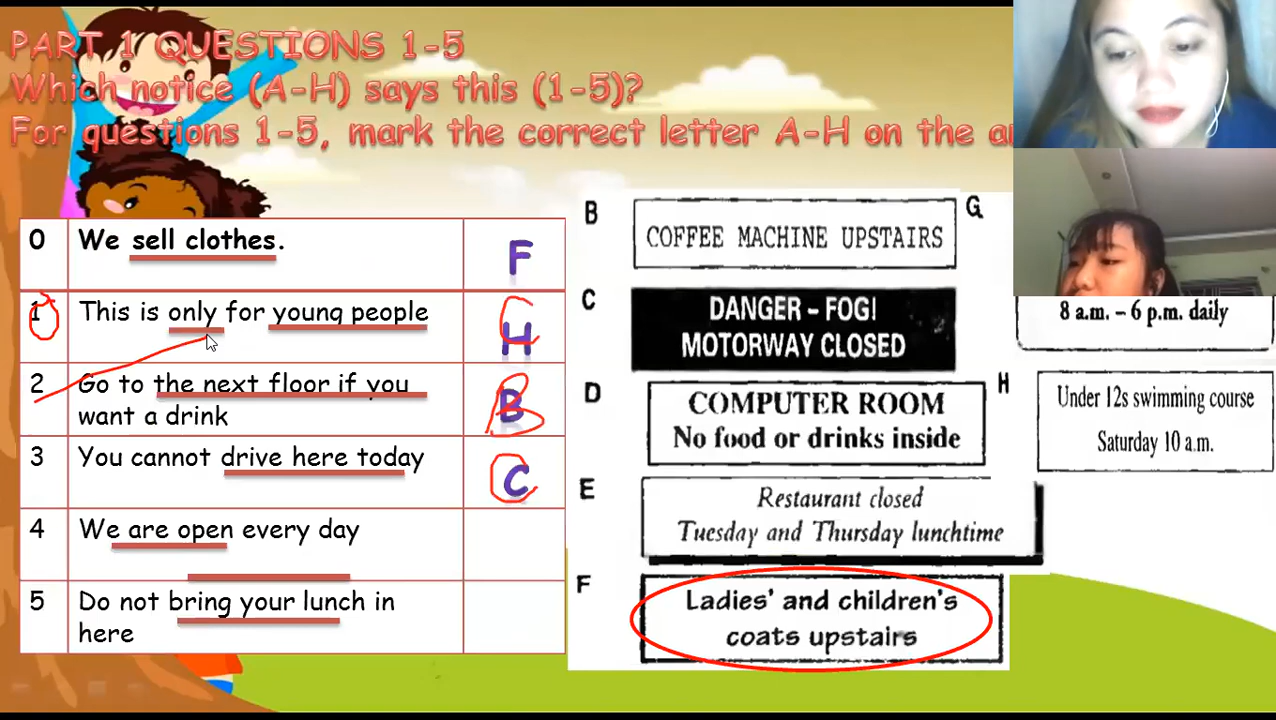 PART 1 QUESTIONS 1-5
Which notice (A-H) says this (1-5)?
For questions 1-5, mark the correct letter A-H on the
0 We sell clothes. F
1 This is only for young people H
2 Go to the next floor if you
want a drink B
3 You cannot drive here today C
4 We are open every day
5 Do not bring your lunch in
here
B
COFFEE MACHINE UPSTAIRS
C
DANGER – FOG!
MOTORWAY CLOSED
D
COMPUTER ROOM
No food or drinks inside
E
Restaurant closed
Tuesday and Thursday lunchtime
F
Ladies' and children's
coats upstairs
G
8 a.m. – 6 p.m. daily
H
Under 12s swimming course
Saturday 10 a.m.